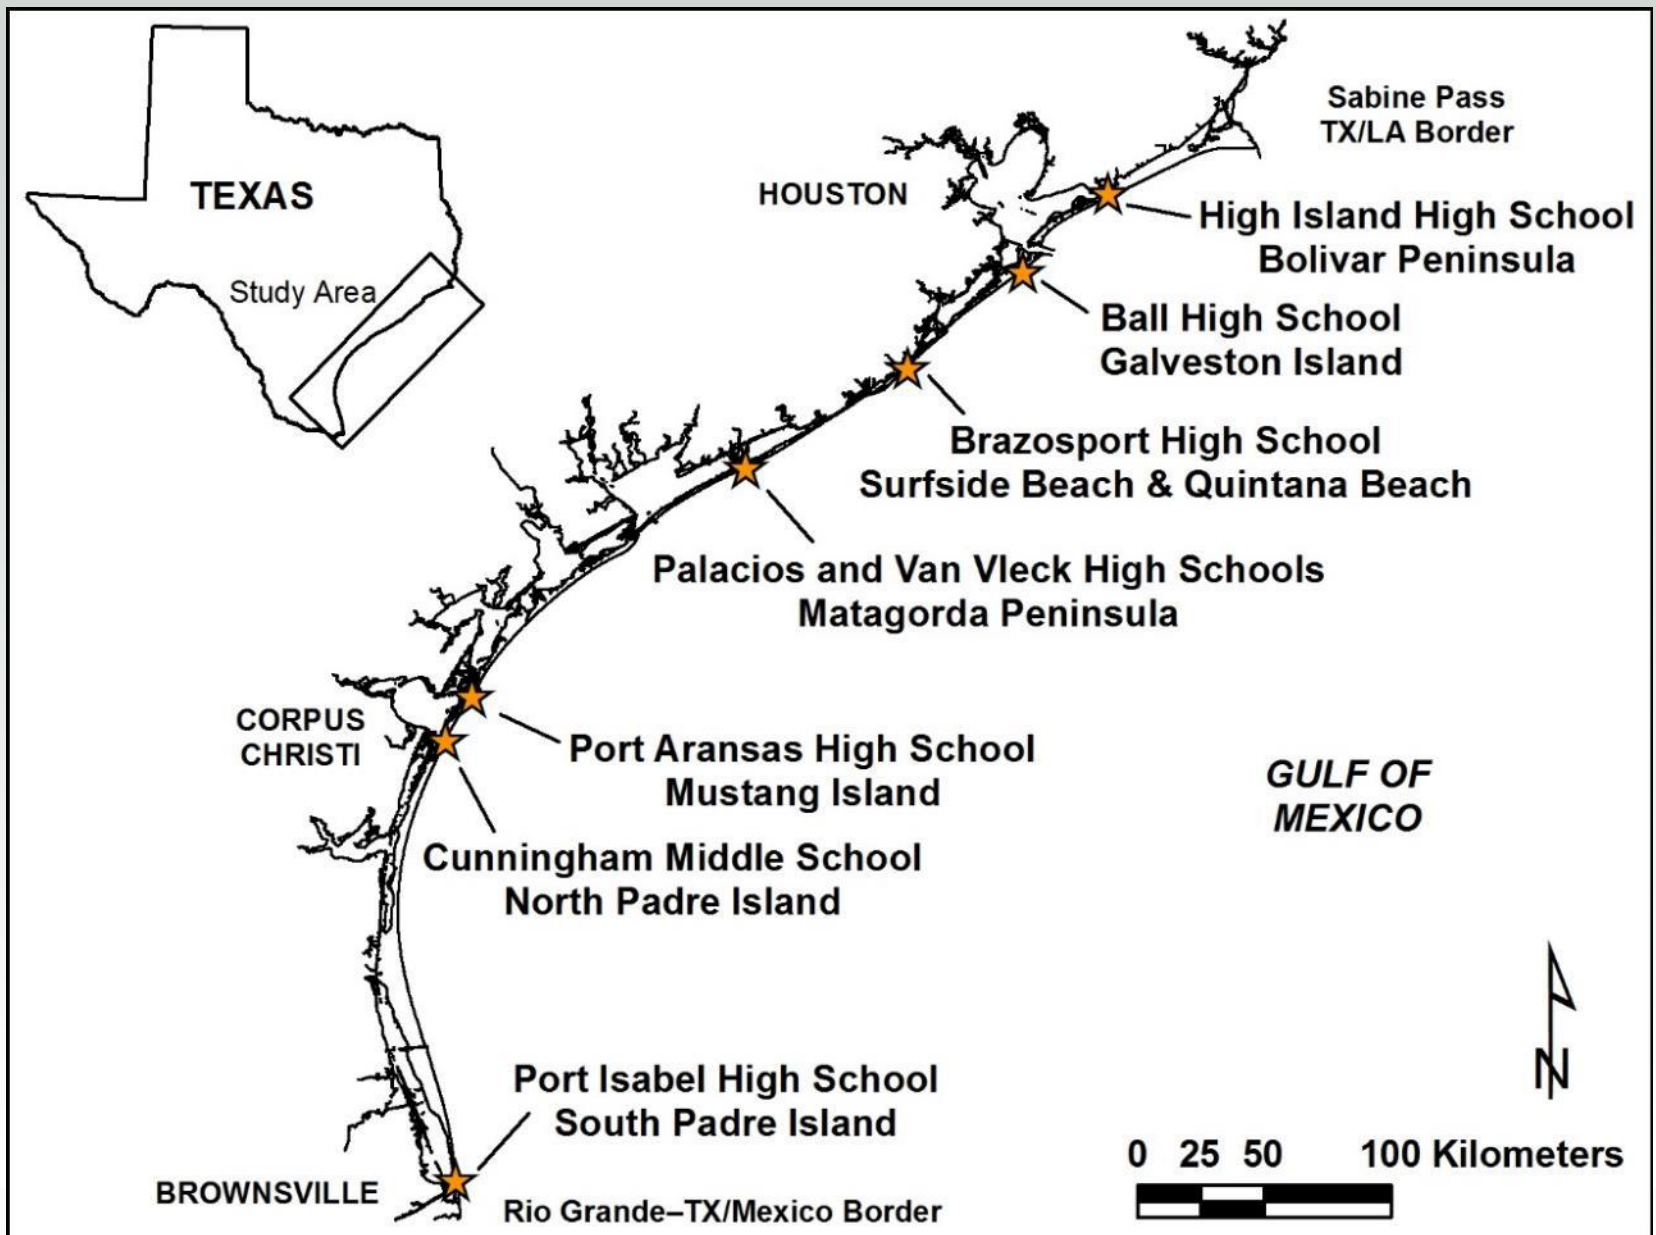 TEXAS
Study Area
Sabine Pass
TX/LA Border
HOUSTON
High Island High School
Bolivar Peninsula
Ball High School
Galveston Island
Brazosport High School
Surfside Beach & Quintana Beach
Palacios and Van Vleck High Schools
Matagorda Peninsula
CORPUS
CHRISTI
Port Aransas High School
Mustang Island
GULF OF
MEXICO
Cunningham Middle School
North Padre Island
Port Isabel High School
South Padre Island
N
BROWNSVILLE
Rio Grande–TX/Mexico Border
0 25 50 100 Kilometers